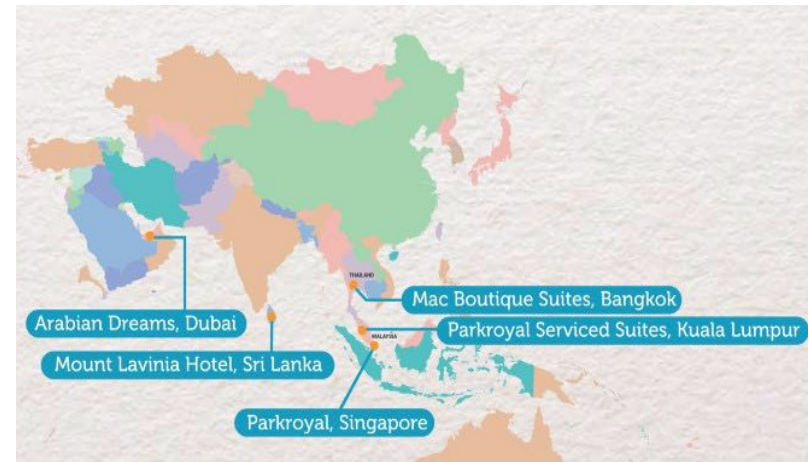 THAILAND
Mac Boutique Suites, Bangkok
Arabian Dreams, Dubai
Parkroyal Serviced Suites, Kuala Lumpur
MALAYSIA
Mount Lavinia Hotel, Sri Lanka
Parkroyal, Singapore